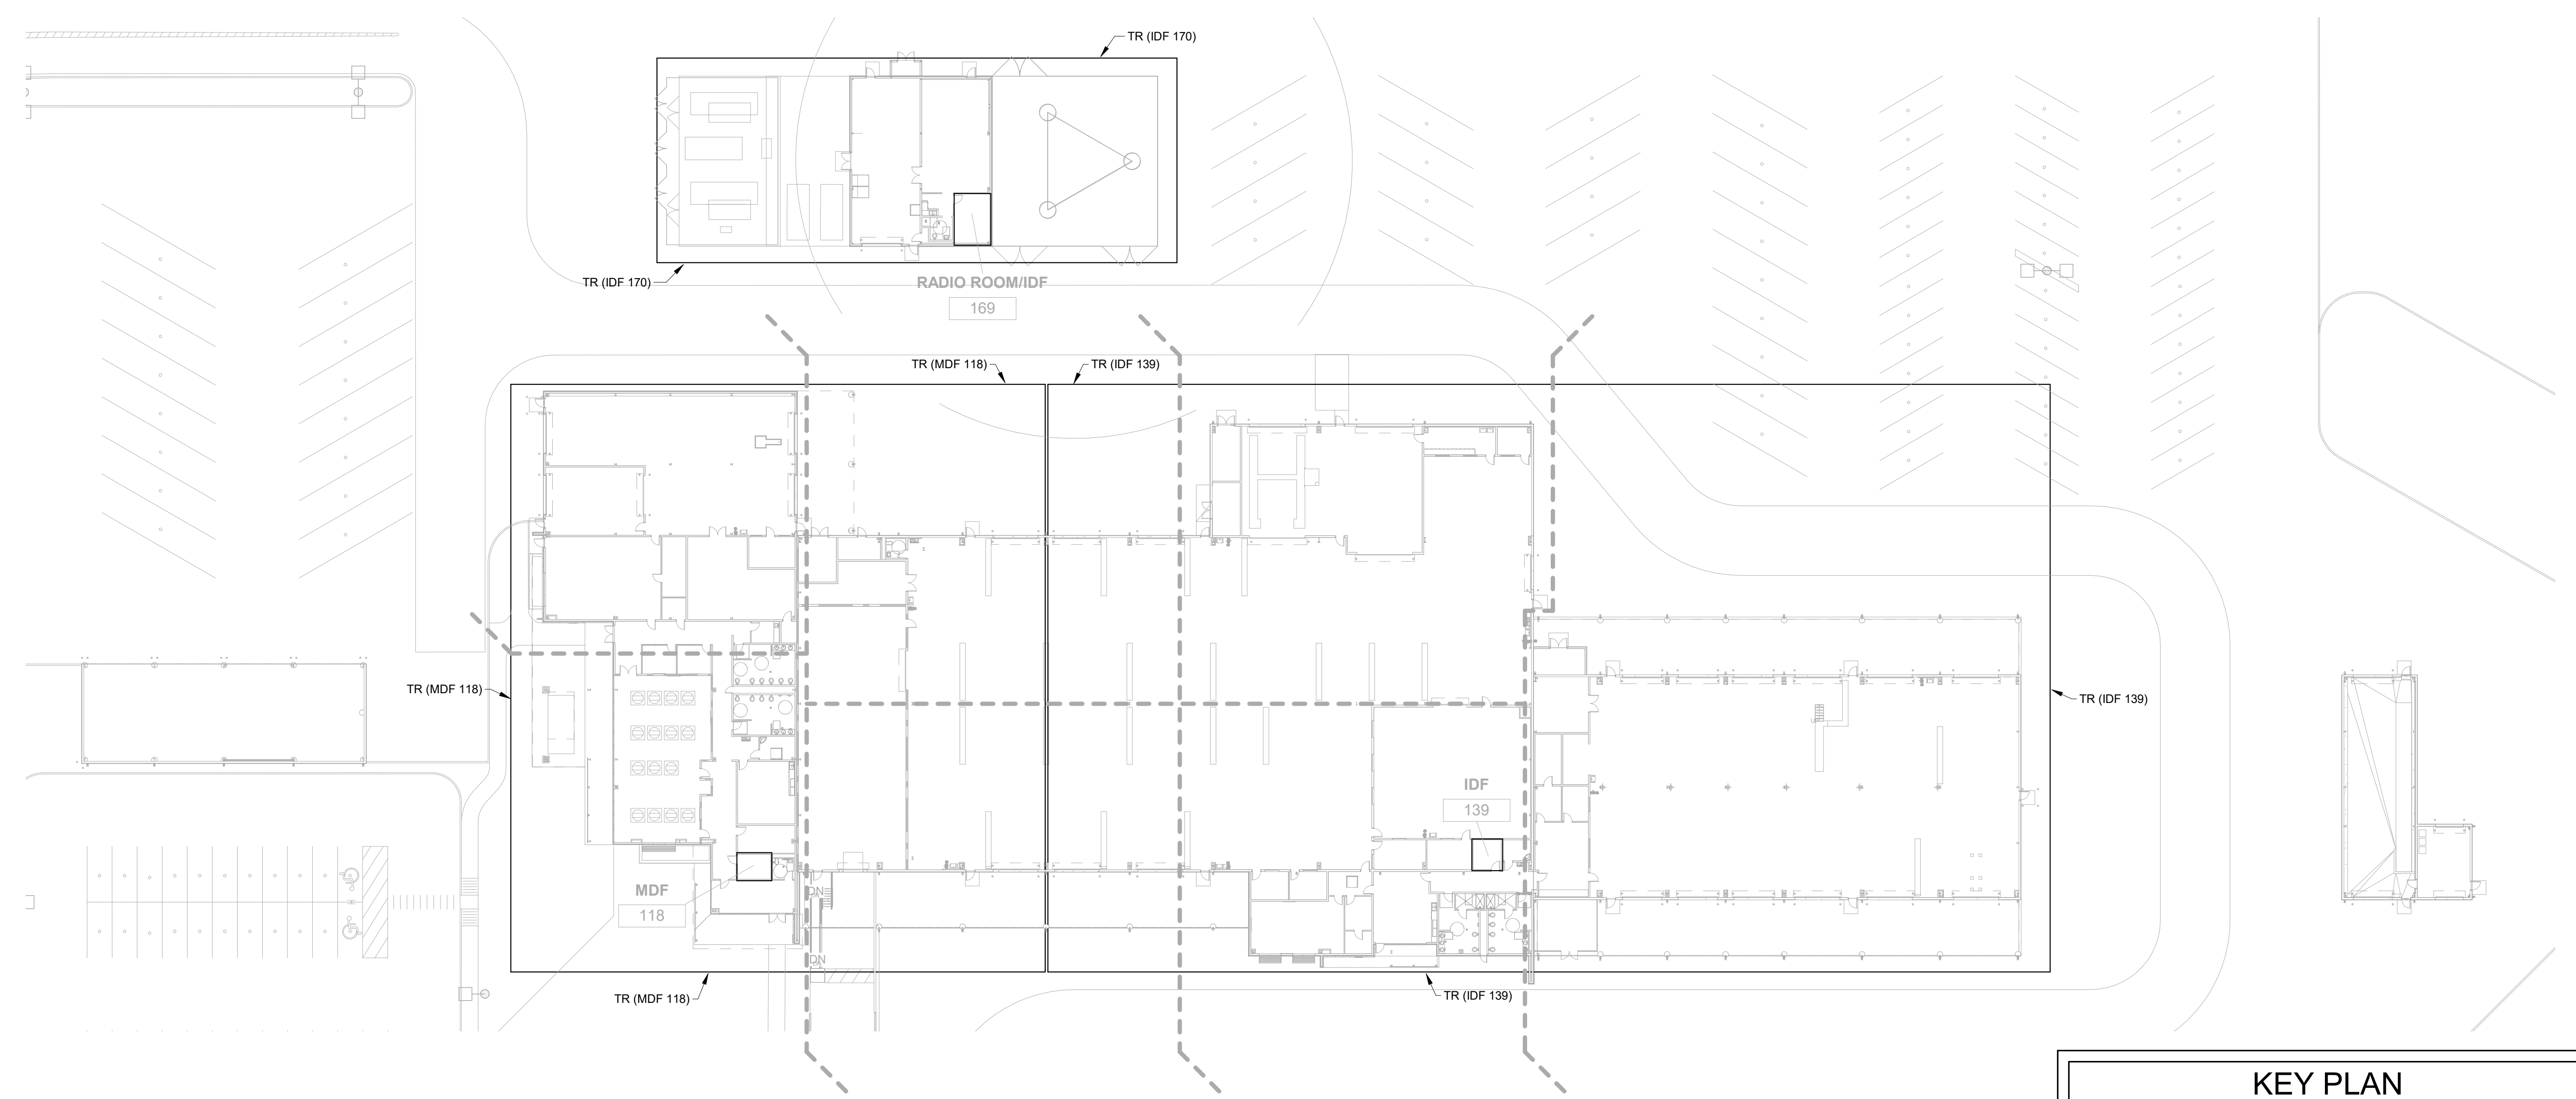 TR (IDF 170)
TR (IDF 170)
RADIO ROOM/IDF
169
TR (MDF 118)
TR (IDF 139)
TR (MDF 118)
TR (IDF 139)
IDF
139
MDF
118
DN
DN
TR (MDF 118)
TR (IDF 139)
KEY PLAN